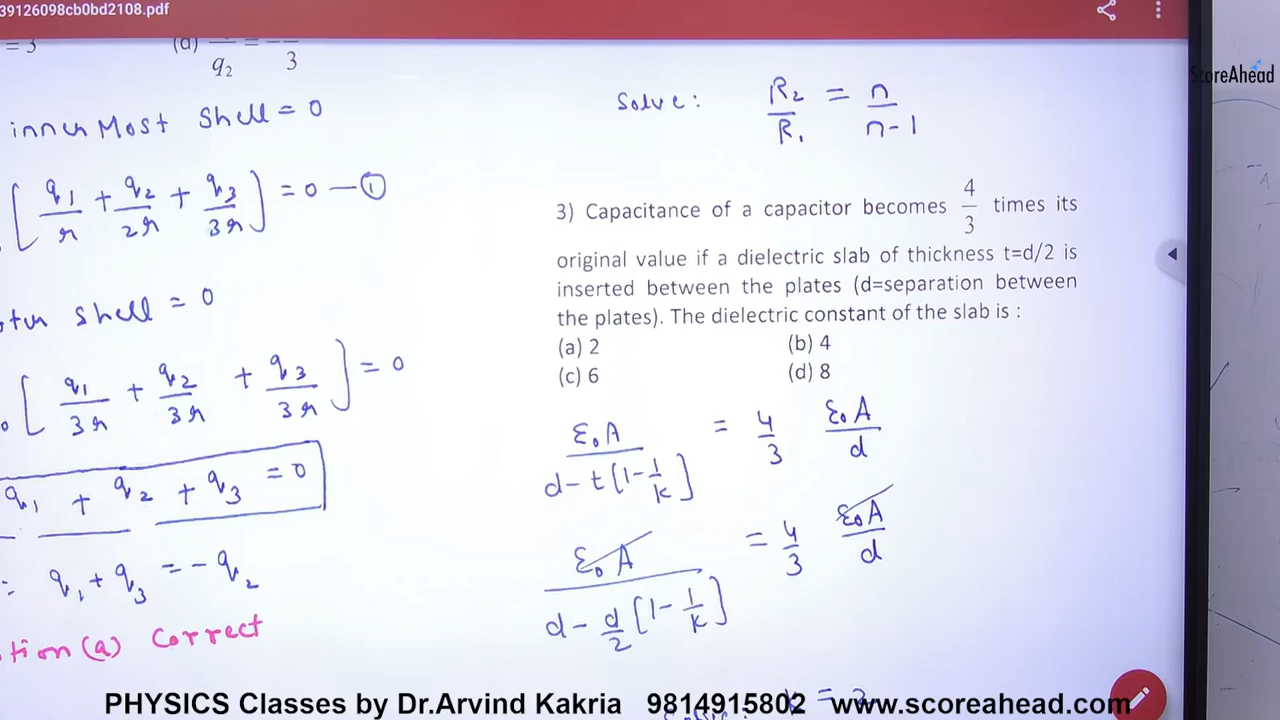 39126098cb0bd2108.pdf
ScoreAhead
= 3
(a) q2 = 3
inner Most Shell = 0
[q1/r + q2/2r + q3/3r] = 0 — ①
shell = 0
[q1/3r + q2/3r + q3/3r] = 0
q1 + q2 + q3 = 0
q1 + q3 = - q2
tion (a) Correct
Solve: R2/R1 = n/n-1
3) Capacitance of a capacitor becomes 4/3 times its
original value if a dielectric slab of thickness t=d/2 is
inserted between the plates (d=separation between
the plates). The dielectric constant of the slab is :
(a) 2 (b) 4
(c) 6 (d) 8
ε0A/d-t[1-1/k] = 4/3 ε0A/d
ε0A/d-d/2[1-1/k] = 4/3 ε0A/d
PHYSICS Classes by Dr.Arvind Kakria 9814915802 www.scoreahead.com